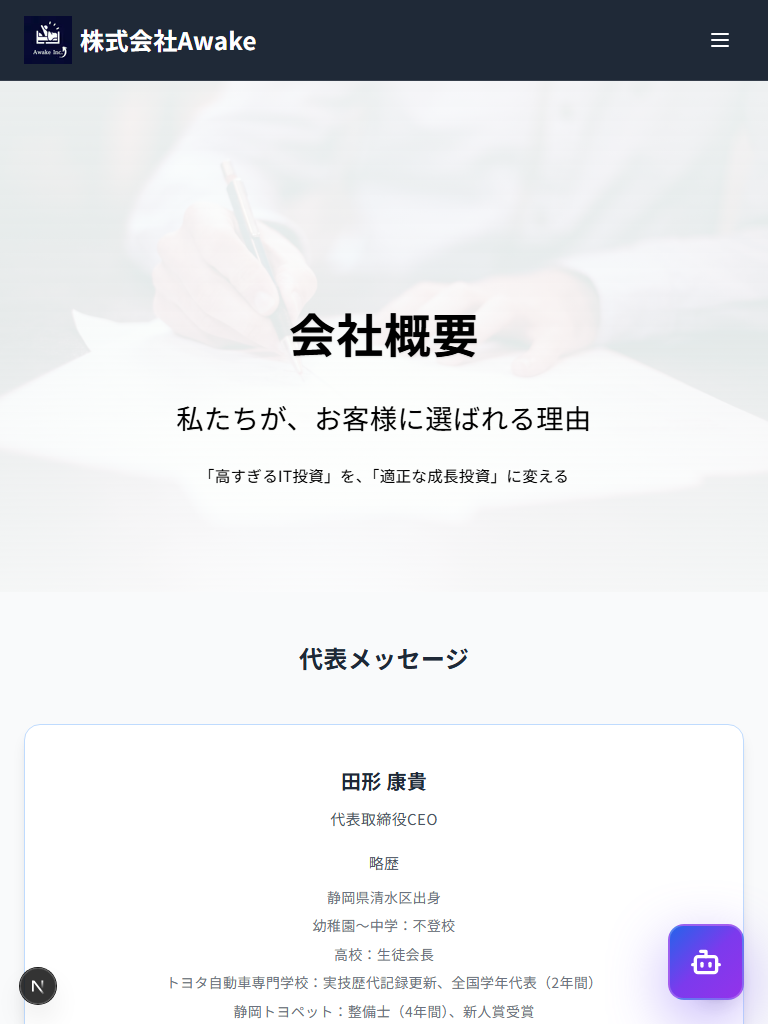 Awake Inc.
株式会社Awake
会社概要
私たちが、お客様に選ばれる理由
「高すぎるIT投資」を、「適正な成長投資」に変える
代表メッセージ
田形 康貴
代表取締役CEO
略歴
静岡県清水区出身
幼稚園〜中学：不登校
高校：生徒会長
トヨタ自動車専門学校：実技歴代記録更新、全国学年代表（2年間）
静岡トヨペット：整備士（4年間）、新人賞受賞
N